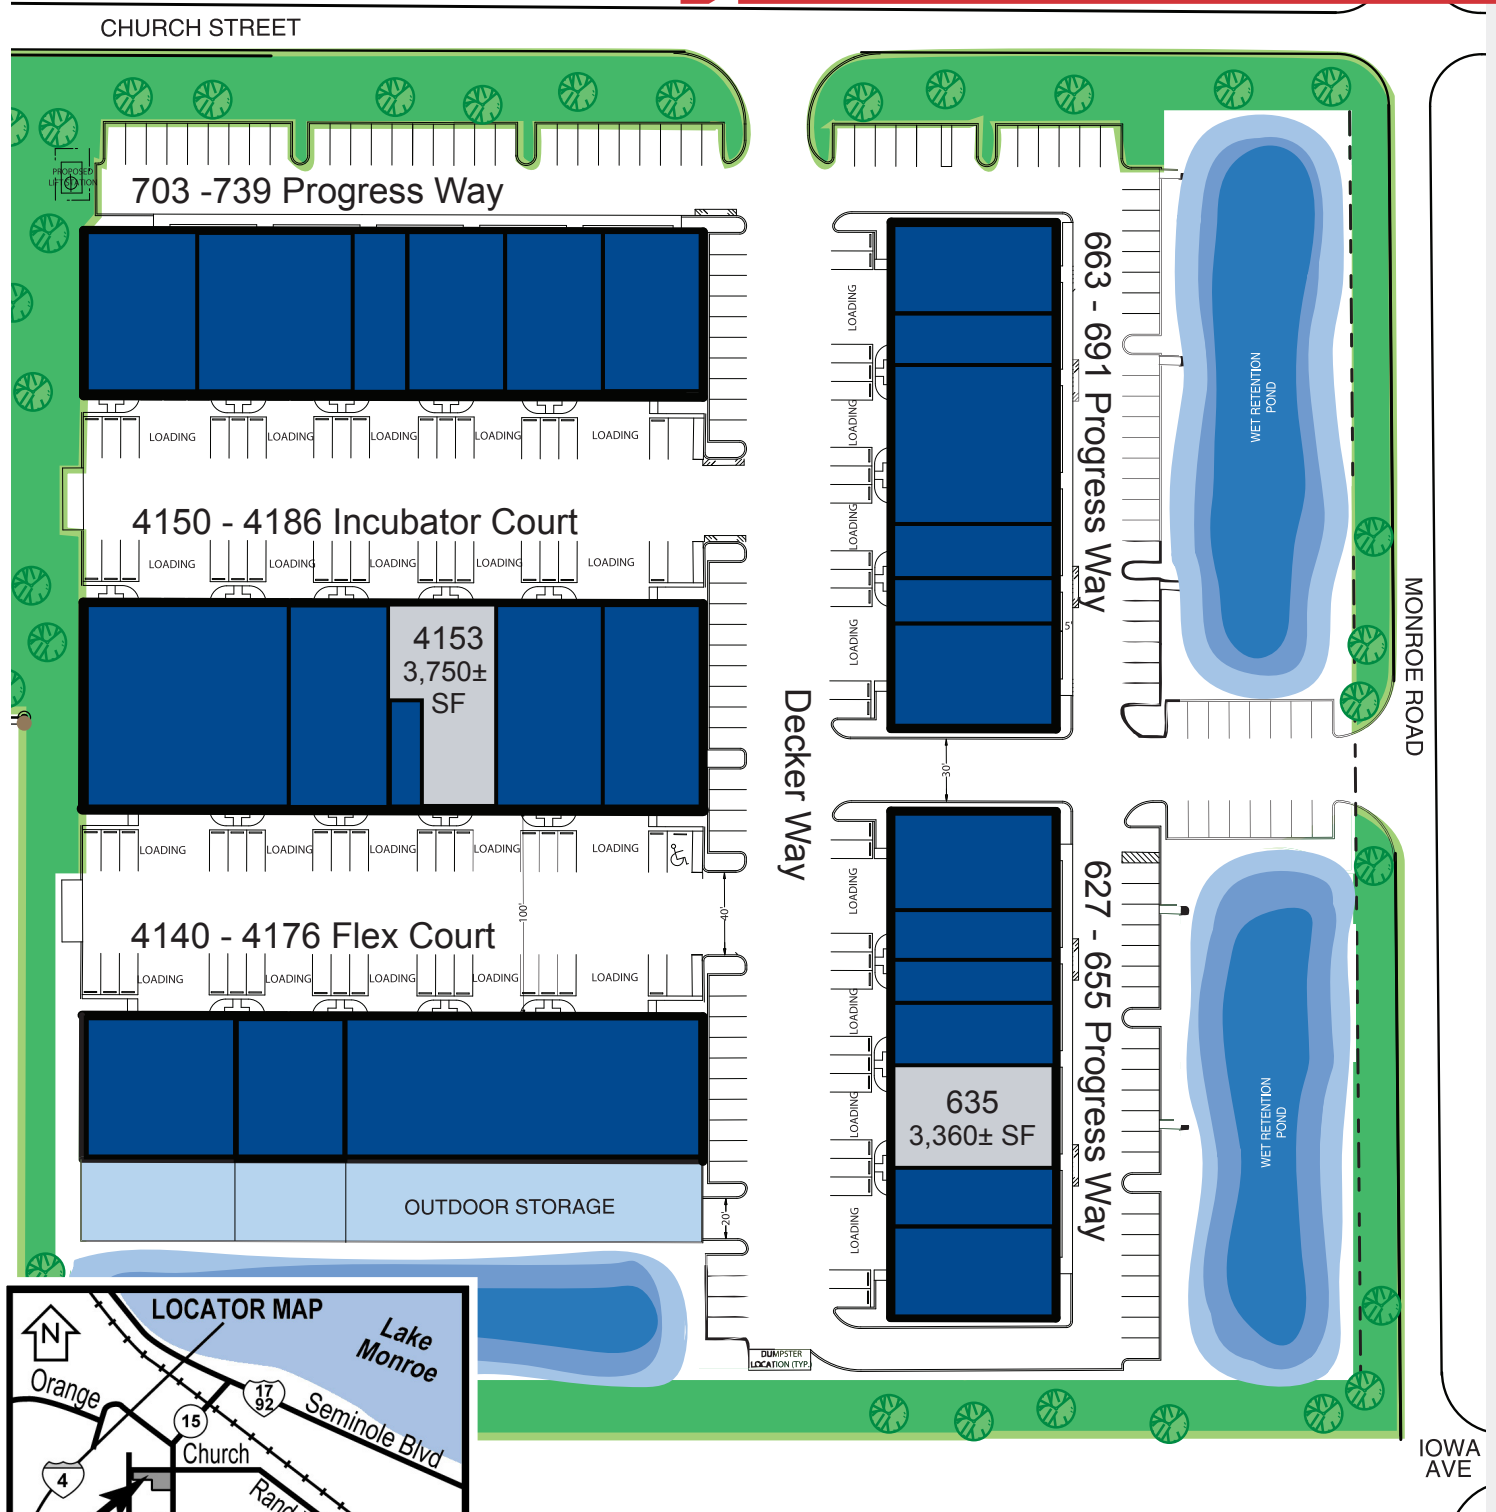 CHURCH STREET
PROPOSED
LIFT STATION
703 -739 Progress Way
LOADING
LOADING
LOADING
LOADING
LOADING
4150 - 4186 Incubator Court
LOADING
LOADING
LOADING
LOADING
LOADING
4153
3,750±
SF
LOADING
LOADING
LOADING
LOADING
LOADING
100'
40'
4140 - 4176 Flex Court
LOADING
LOADING
LOADING
LOADING
LOADING
OUTDOOR STORAGE
20'
Decker Way
LOADING
LOADING
LOADING
LOADING
663 - 691 Progress Way
5'
WET RETENTION
POND
MONROE ROAD
30'
LOADING
LOADING
LOADING
LOADING
635
3,360± SF
627 - 655 Progress Way
WET RETENTION
POND
DUMPSTER
LOCATION (TYP.)
IOWA
AVE
LOCATOR MAP
N
Lake
Monroe
Orange
17
92
15
Seminole Blvd
Church
4